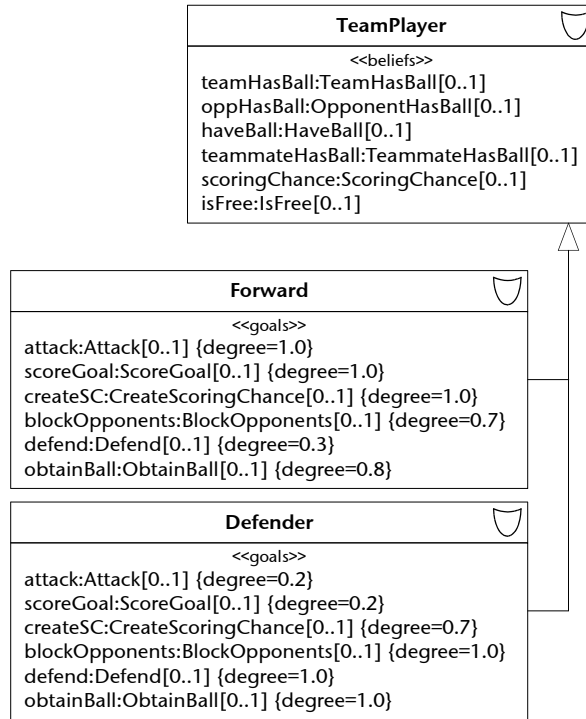 TeamPlayer
<<beliefs>>
teamHasBall:TeamHasBall[0..1]
oppHasBall:OpponentHasBall[0..1]
haveBall:HaveBall[0..1]
teammateHasBall:TeammateHasBall[0..1]
scoringChance:ScoringChance[0..1]
isFree:IsFree[0..1]
Forward
<<goals>>
attack:Attack[0..1] {degree=1.0}
scoreGoal:ScoreGoal[0..1] {degree=1.0}
createSC:CreateScoringChance[0..1] {degree=1.0}
blockOpponents:BlockOpponents[0..1] {degree=0.7}
defend:Defend[0..1] {degree=0.3}
obtainBall:ObtainBall[0..1] {degree=0.8}
Defender
<<goals>>
attack:Attack[0..1] {degree=0.2}
scoreGoal:ScoreGoal[0..1] {degree=0.2}
createSC:CreateScoringChance[0..1] {degree=0.7}
blockOpponents:BlockOpponents[0..1] {degree=1.0}
defend:Defend[0..1] {degree=1.0}
obtainBall:ObtainBall[0..1] {degree=1.0}